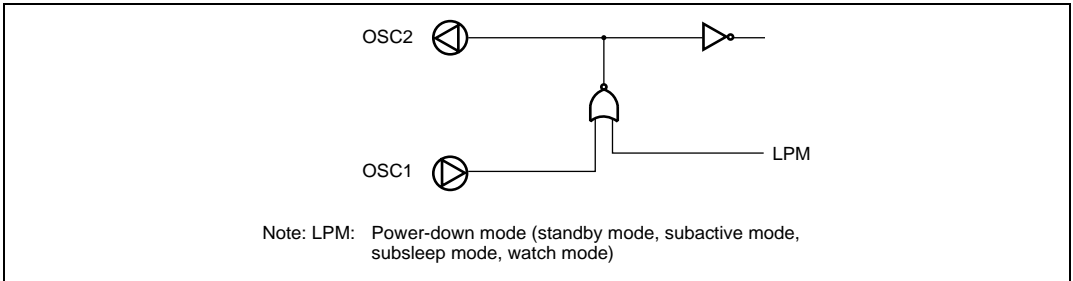 OSC2
LPM
OSC1
Note: LPM: Power-down mode (standby mode, subactive mode,
subsleep mode, watch mode)